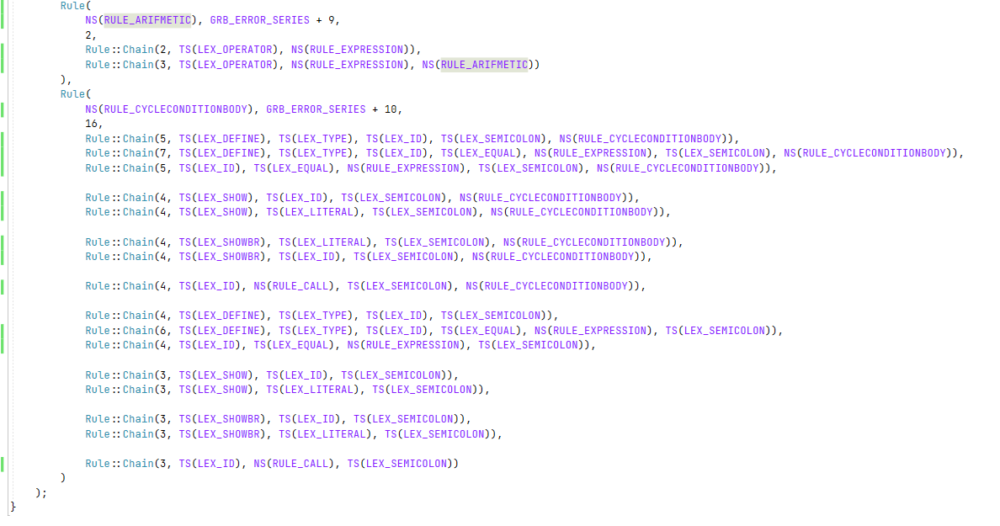 Rule(
NS(RULE_ARIFMETIC), GRB_ERROR_SERIES + 9,
2,
Rule::Chain(2, TS(LEX_OPERATOR), NS(RULE_EXPRESSION)),
Rule::Chain(3, TS(LEX_OPERATOR), NS(RULE_EXPRESSION), NS(RULE_ARIFMETIC))
),
Rule(
NS(RULE_CYCLECONDITIONBODY), GRB_ERROR_SERIES + 10,
16,
Rule::Chain(5, TS(LEX_DEFINE), TS(LEX_TYPE), TS(LEX_ID), TS(LEX_SEMICOLON), NS(RULE_CYCLECONDITIONBODY)),
Rule::Chain(7, TS(LEX_DEFINE), TS(LEX_TYPE), TS(LEX_ID), TS(LEX_EQUAL), NS(RULE_EXPRESSION), TS(LEX_SEMICOLON), NS(RULE_CYCLECONDITIONBODY)),
Rule::Chain(5, TS(LEX_ID), TS(LEX_EQUAL), NS(RULE_EXPRESSION), TS(LEX_SEMICOLON), NS(RULE_CYCLECONDITIONBODY)),
Rule::Chain(4, TS(LEX_SHOW), TS(LEX_ID), TS(LEX_SEMICOLON), NS(RULE_CYCLECONDITIONBODY)),
Rule::Chain(4, TS(LEX_SHOW), TS(LEX_LITERAL), TS(LEX_SEMICOLON), NS(RULE_CYCLECONDITIONBODY)),
Rule::Chain(4, TS(LEX_SHOWBR), TS(LEX_LITERAL), TS(LEX_SEMICOLON), NS(RULE_CYCLECONDITIONBODY)),
Rule::Chain(4, TS(LEX_SHOWBR), TS(LEX_ID), TS(LEX_SEMICOLON), NS(RULE_CYCLECONDITIONBODY)),
Rule::Chain(4, TS(LEX_ID), NS(RULE_CALL), TS(LEX_SEMICOLON), NS(RULE_CYCLECONDITIONBODY)),
Rule::Chain(4, TS(LEX_DEFINE), TS(LEX_TYPE), TS(LEX_ID), TS(LEX_SEMICOLON)),
Rule::Chain(6, TS(LEX_DEFINE), TS(LEX_TYPE), TS(LEX_ID), TS(LEX_EQUAL), NS(RULE_EXPRESSION), TS(LEX_SEMICOLON)),
Rule::Chain(4, TS(LEX_ID), TS(LEX_EQUAL), NS(RULE_EXPRESSION), TS(LEX_SEMICOLON)),
Rule::Chain(3, TS(LEX_SHOW), TS(LEX_ID), TS(LEX_SEMICOLON)),
Rule::Chain(3, TS(LEX_SHOW), TS(LEX_LITERAL), TS(LEX_SEMICOLON)),
Rule::Chain(3, TS(LEX_SHOWBR), TS(LEX_ID), TS(LEX_SEMICOLON)),
Rule::Chain(3, TS(LEX_SHOWBR), TS(LEX_LITERAL), TS(LEX_SEMICOLON)),
Rule::Chain(3, TS(LEX_ID), NS(RULE_CALL), TS(LEX_SEMICOLON))
)
);
}